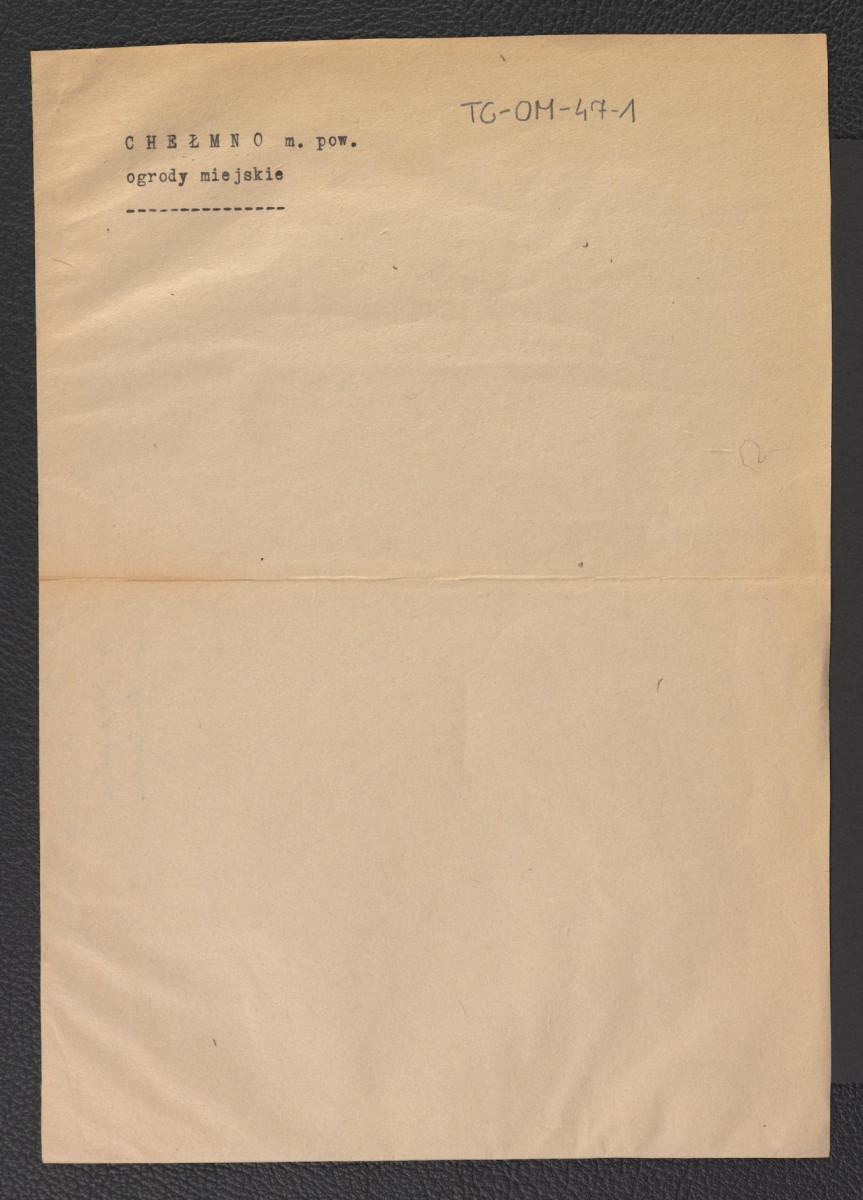 TG-OM-47-1
C H E Ł M N O m. pow.
ogrody miejskie
---------------